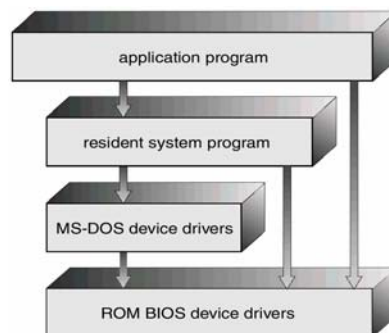 application program
resident system program
MS-DOS device drivers
ROM BIOS device drivers